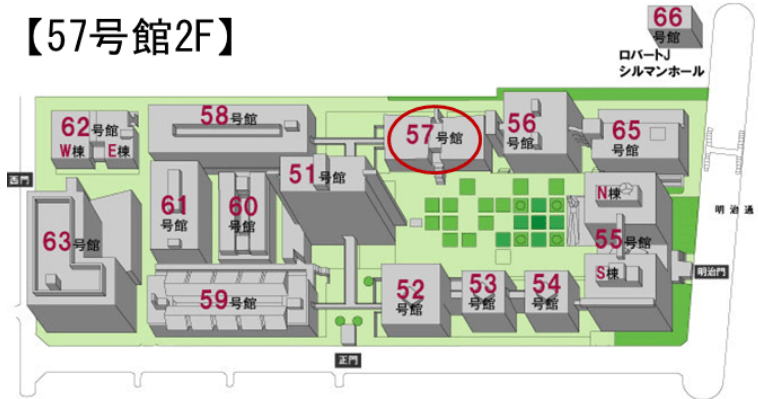 【57号館2F】
66
号館
ロバートJ
シルマンホール
62号館
W棟 E棟
58号館
57号館
56
号館
65
号館
西門
51号館
61
号館
60
号館
N棟
明治通
63号館
55
号館
S棟
明治門
59号館
52
号館
53
号館
54
号館
正門